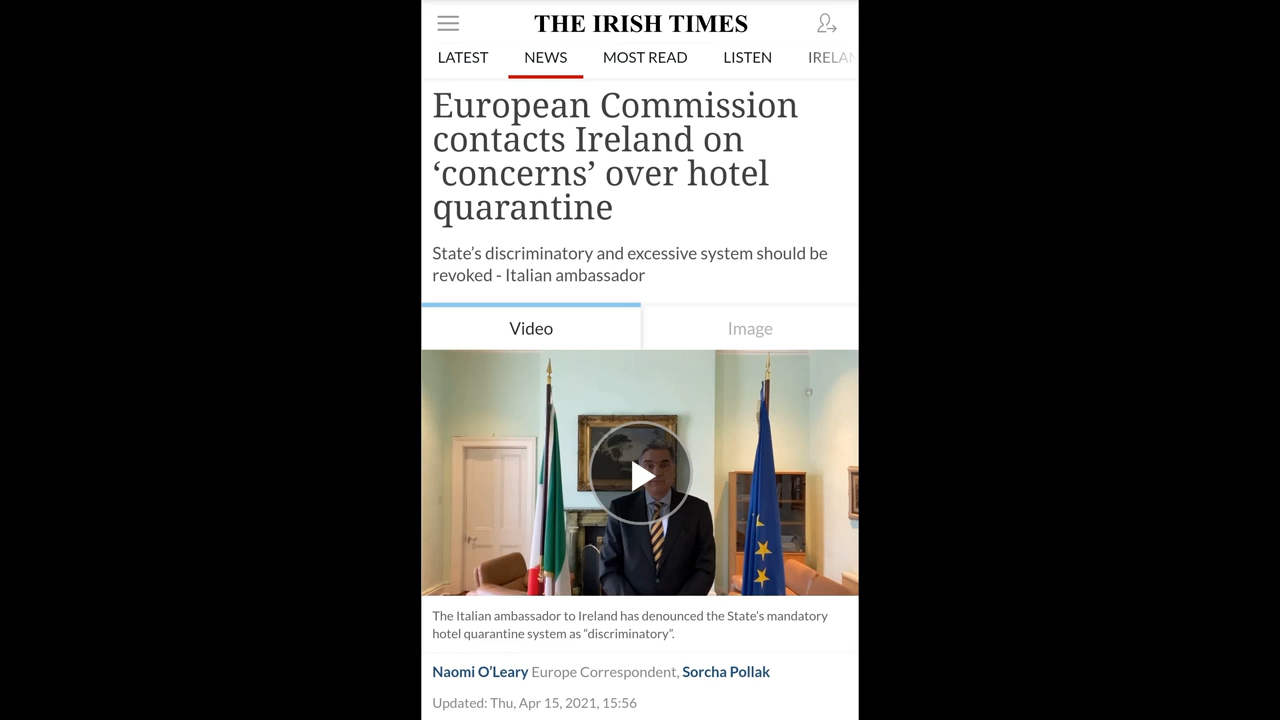 THE IRISH TIMES
LATEST NEWS MOST READ LISTEN IRELAN
European Commission
contacts Ireland on
‘concerns’ over hotel
quarantine
State’s discriminatory and excessive system should be
revoked - Italian ambassador
Video Image
The Italian ambassador to Ireland has denounced the State’s mandatory
hotel quarantine system as “discriminatory”.
Naomi O’Leary Europe Correspondent, Sorcha Pollak
Updated: Thu, Apr 15, 2021, 15:56